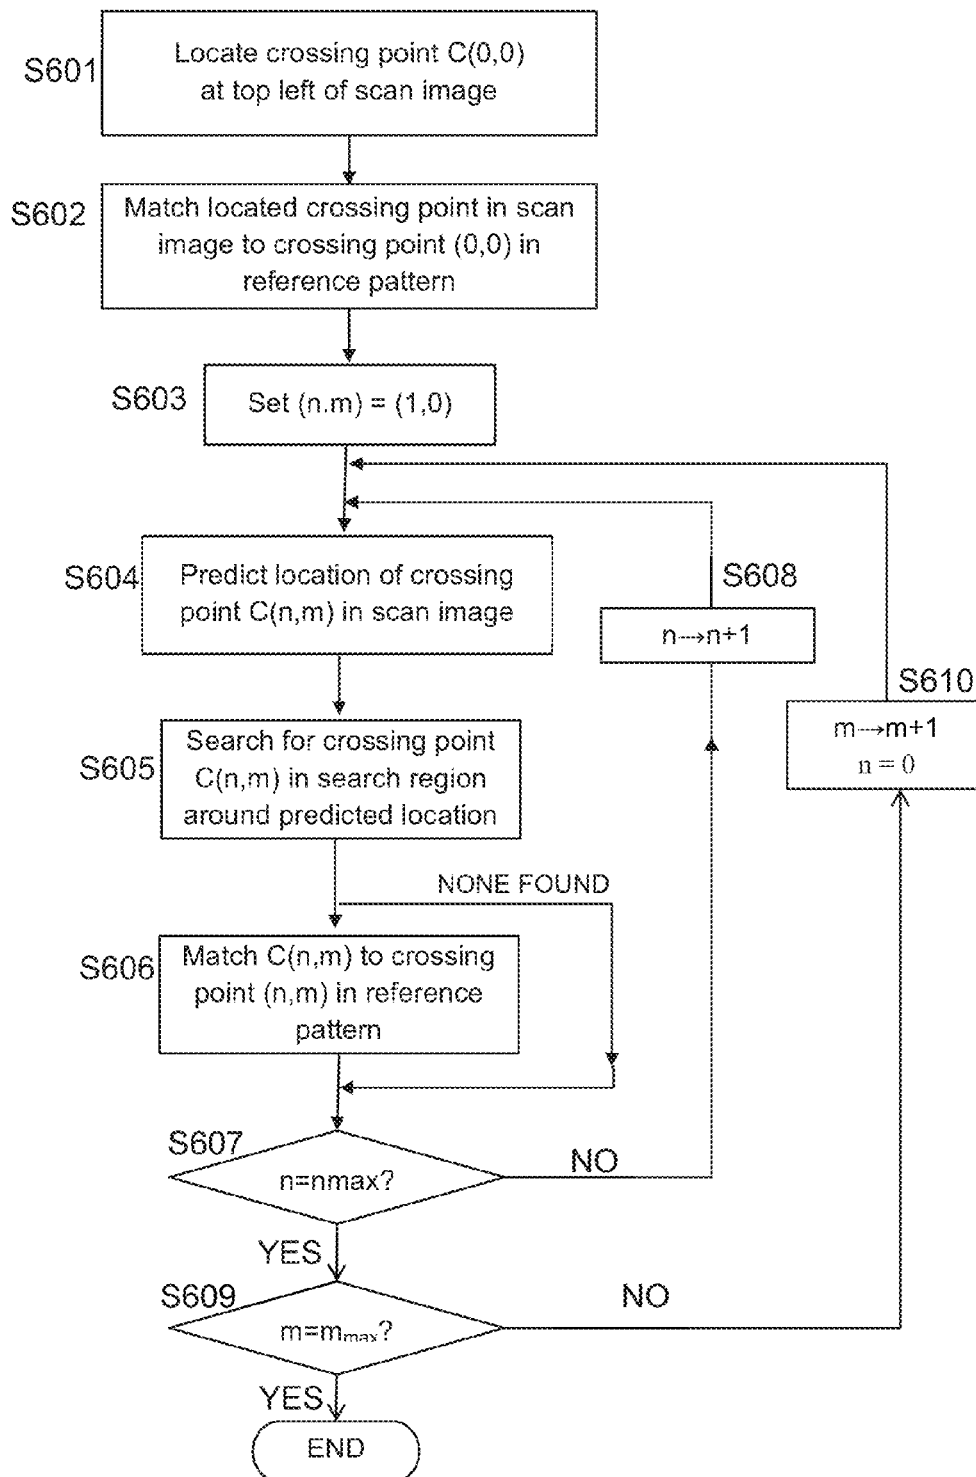 S601
Locate crossing point C(0,0)
at top left of scan image
S602
Match located crossing point in scan
image to crossing point (0,0) in
reference pattern
S603
Set (n.m) = (1,0)
S604
Predict location of crossing
point C(n,m) in scan image
S608
n→n+1
S610
m→m+1
n = 0
S605
Search for crossing point
C(n,m) in search region
around predicted location
NONE FOUND
S606
Match C(n,m) to crossing
point (n,m) in reference
pattern
S607
n=nmax?
NO
YES
S609
m=mmax?
NO
YES
END